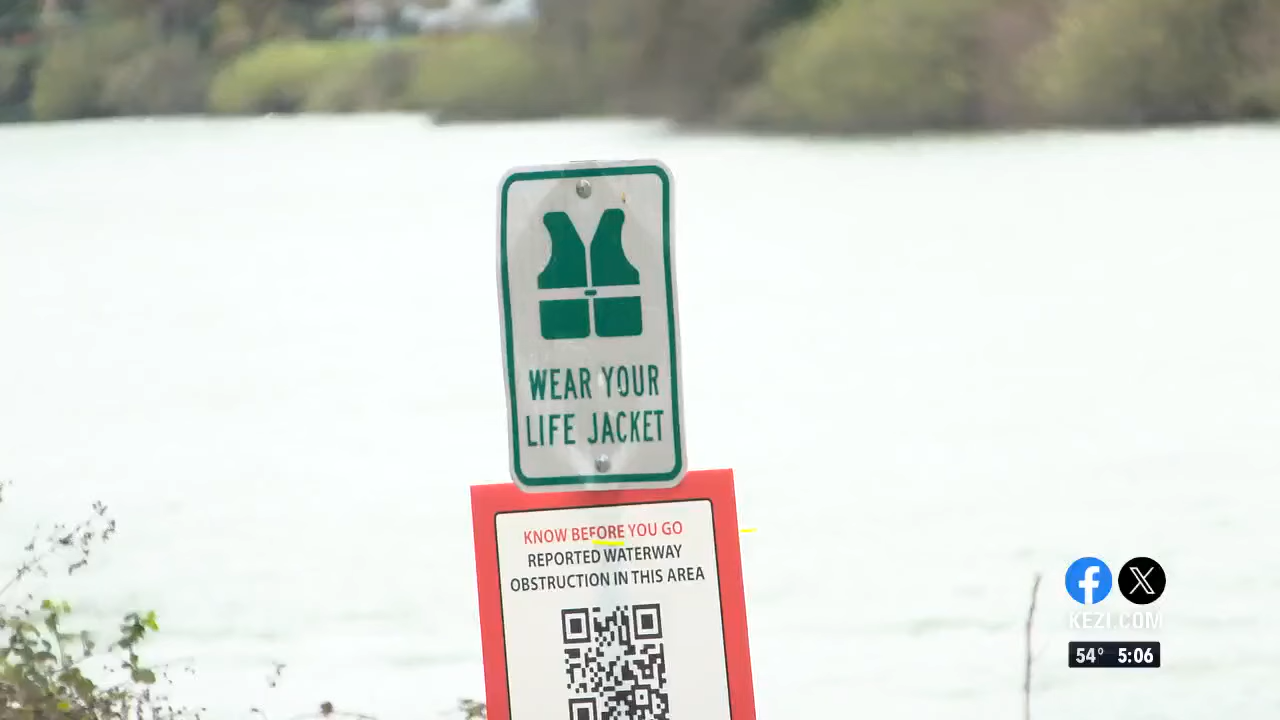 WEAR YOUR
LIFE JACKET
KNOW BEFORE YOU GO
REPORTED WATERWAY
OBSTRUCTION IN THIS AREA
KEZI.COM
54° 5:06